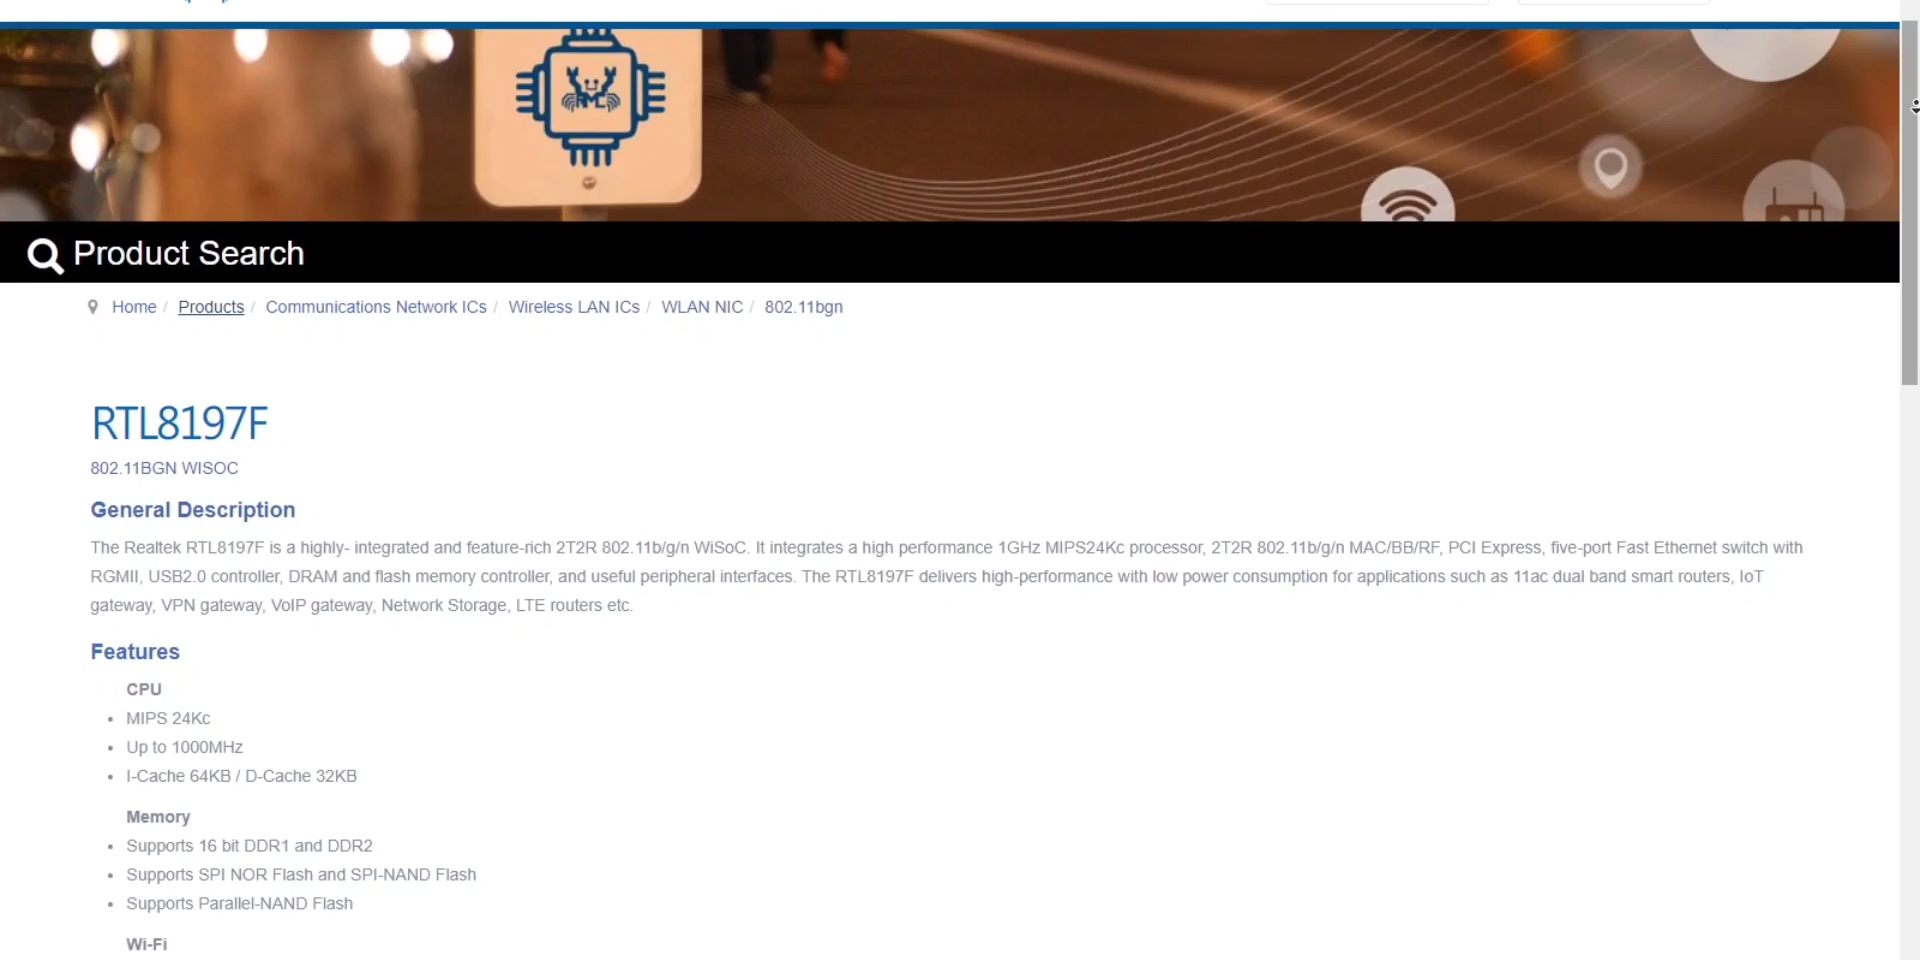 Product Search
Home / Products / Communications Network ICs / Wireless LAN ICs / WLAN NIC / 802.11bgn
RTL8197F
802.11BGN WISOC
General Description
The Realtek RTL8197F is a highly- integrated and feature-rich 2T2R 802.11b/g/n WiSoC. It integrates a high performance 1GHz MIPS24Kc processor, 2T2R 802.11b/g/n MAC/BB/RF, PCI Express, five-port Fast Ethernet switch with
RGMII, USB2.0 controller, DRAM and flash memory controller, and useful peripheral interfaces. The RTL8197F delivers high-performance with low power consumption for applications such as 11ac dual band smart routers, IoT
gateway, VPN gateway, VoIP gateway, Network Storage, LTE routers etc.
Features
CPU
• MIPS 24Kc
• Up to 1000MHz
• I-Cache 64KB / D-Cache 32KB
Memory
• Supports 16 bit DDR1 and DDR2
• Supports SPI NOR Flash and SPI-NAND Flash
• Supports Parallel-NAND Flash
Wi-Fi